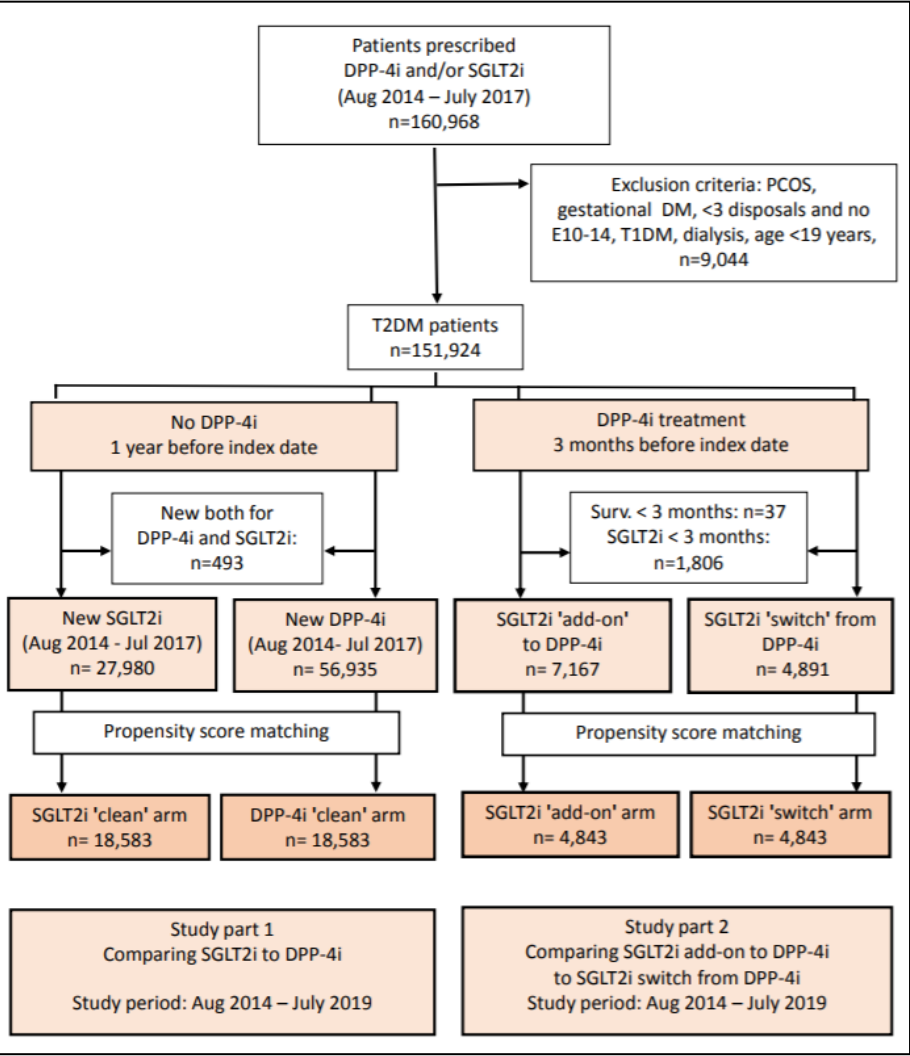 Patients prescribed
DPP-4i and/or SGLT2i
(Aug 2014 – July 2017)
n=160,968
Exclusion criteria: PCOS,
gestational DM, <3 disposals and no
E10-14, T1DM, dialysis, age <19 years,
n=9,044
T2DM patients
n=151,924
No DPP-4i
1 year before index date
DPP-4i treatment
3 months before index date
New both for
DPP-4i and SGLT2i:
n=493
Surv. < 3 months: n=37
SGLT2i < 3 months:
n=1,806
New SGLT2i
(Aug 2014 - Jul 2017)
n= 27,980
New DPP-4i
(Aug 2014- Jul 2017)
n= 56,935
SGLT2i 'add-on'
to DPP-4i
n= 7,167
SGLT2i 'switch' from
DPP-4i
n= 4,891
Propensity score matching
Propensity score matching
SGLT2i 'clean' arm
n= 18,583
DPP-4i 'clean' arm
n= 18,583
SGLT2i 'add-on' arm
n= 4,843
SGLT2i 'switch' arm
n= 4,843
Study part 1
Comparing SGLT2i to DPP-4i
Study period: Aug 2014 – July 2019
Study part 2
Comparing SGLT2i add-on to DPP-4i
to SGLT2i switch from DPP-4i
Study period: Aug 2014 – July 2019